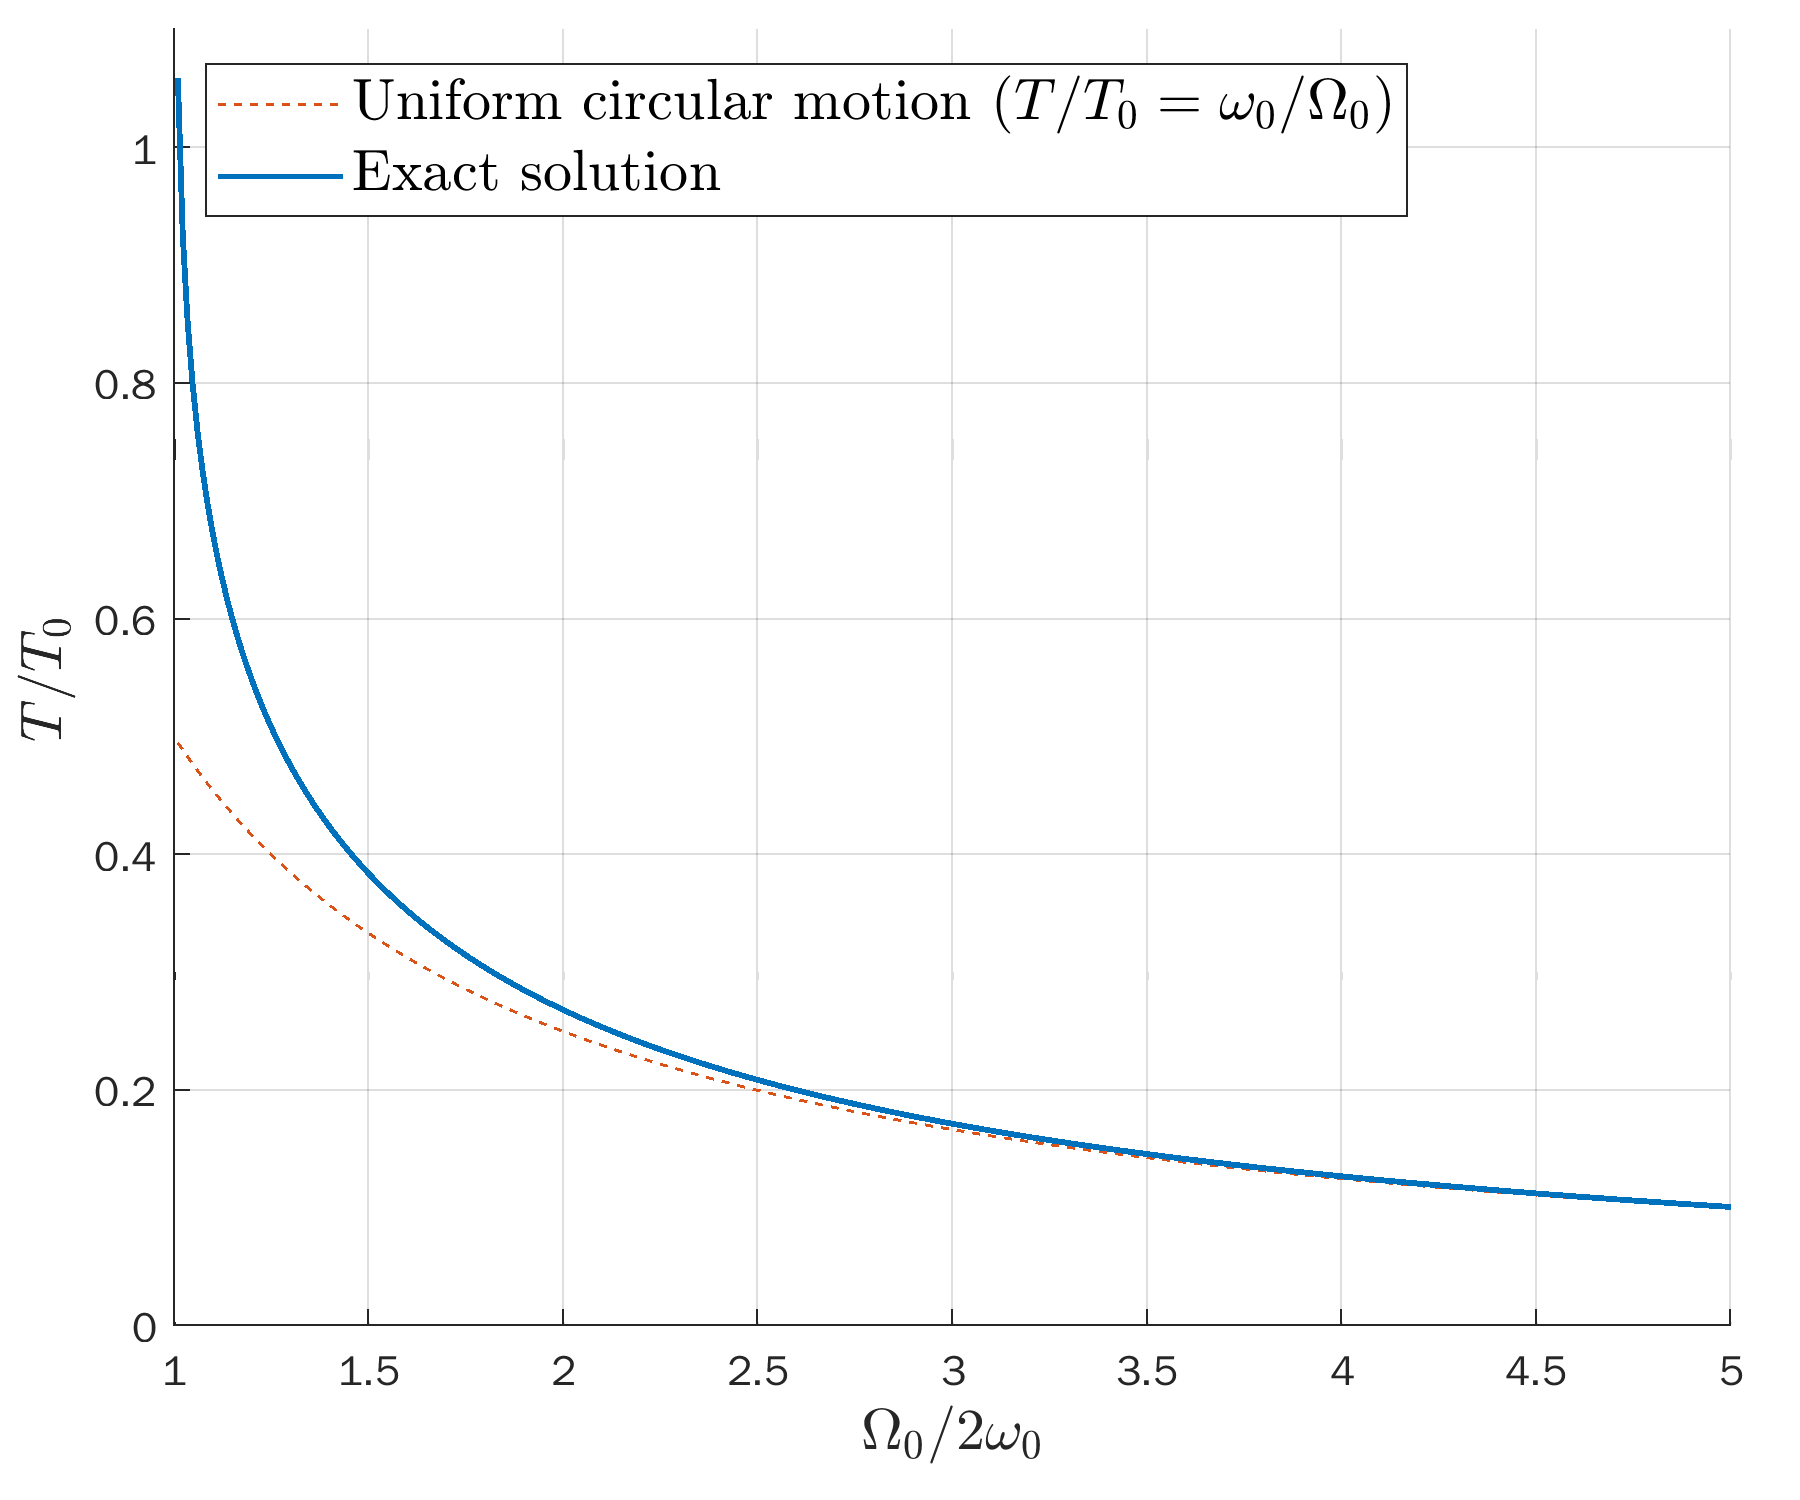 Uniform circular motion (T/T₀ = ω₀/Ω₀)
Exact solution
1
0.8
0.6
0.4
0.2
0
T/T₀
1 1.5 2 2.5 3 3.5 4 4.5 5
Ω₀/2ω₀